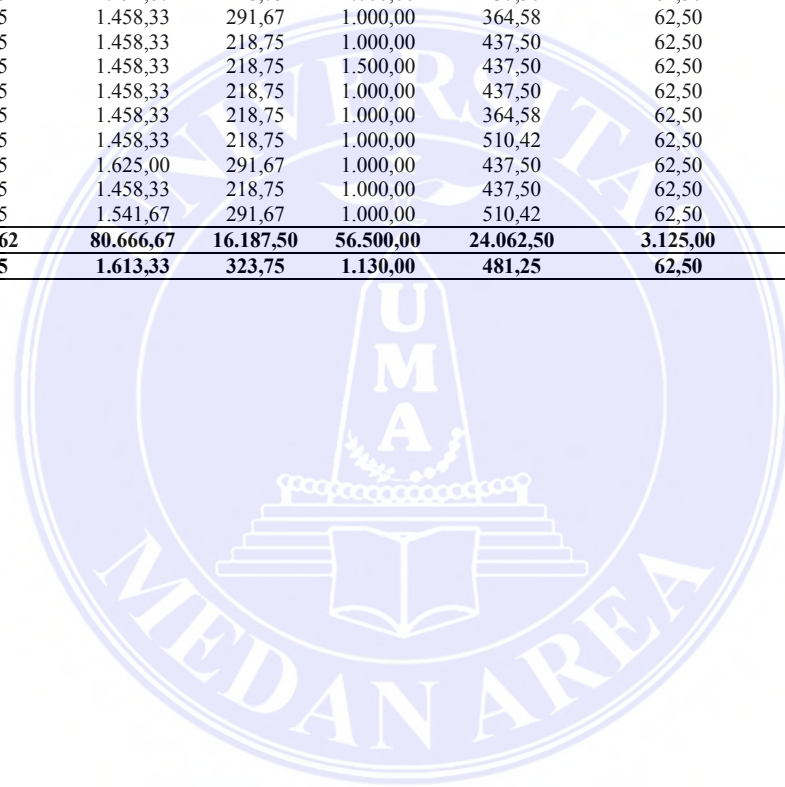 5 1.458,33 291,67 1.000,00 364,58 62,50
5 1.458,33 218,75 1.000,00 437,50 62,50
5 1.458,33 218,75 1.500,00 437,50 62,50
5 1.458,33 218,75 1.000,00 437,50 62,50
5 1.458,33 218,75 1.000,00 364,58 62,50
5 1.458,33 218,75 1.000,00 510,42 62,50
5 1.625,00 291,67 1.000,00 437,50 62,50
5 1.458,33 218,75 1.000,00 437,50 62,50
5 1.541,67 291,67 1.000,00 510,42 62,50
62 80.666,67 16.187,50 56.500,00 24.062,50 3.125,00
5 1.613,33 323,75 1.130,00 481,25 62,50
UNIVERSITA
U
M
A
MEDAN AREA